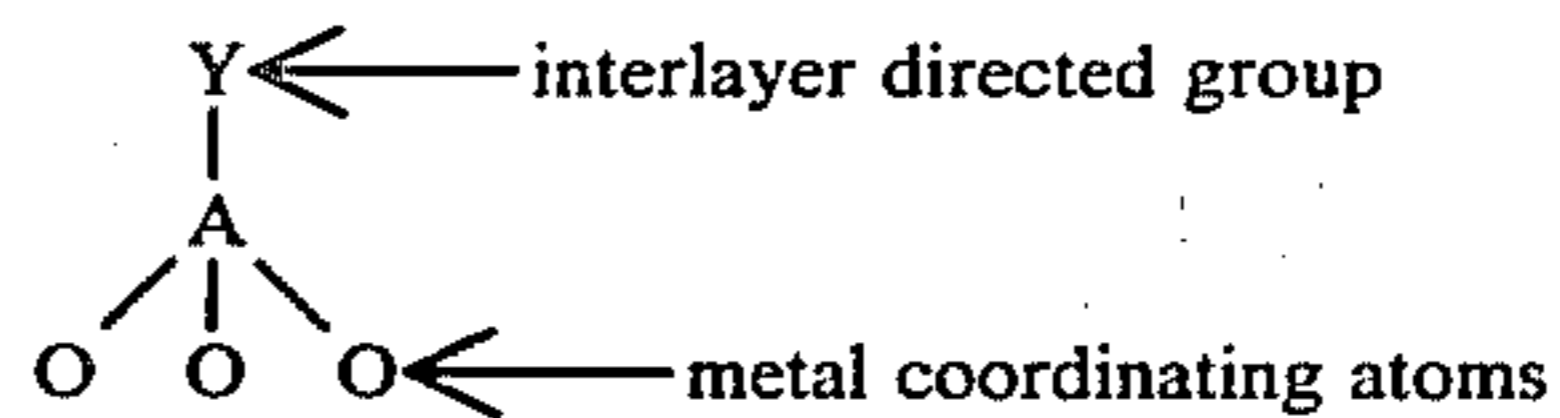 Y interlayer directed group
A
O O O metal coordinating atoms